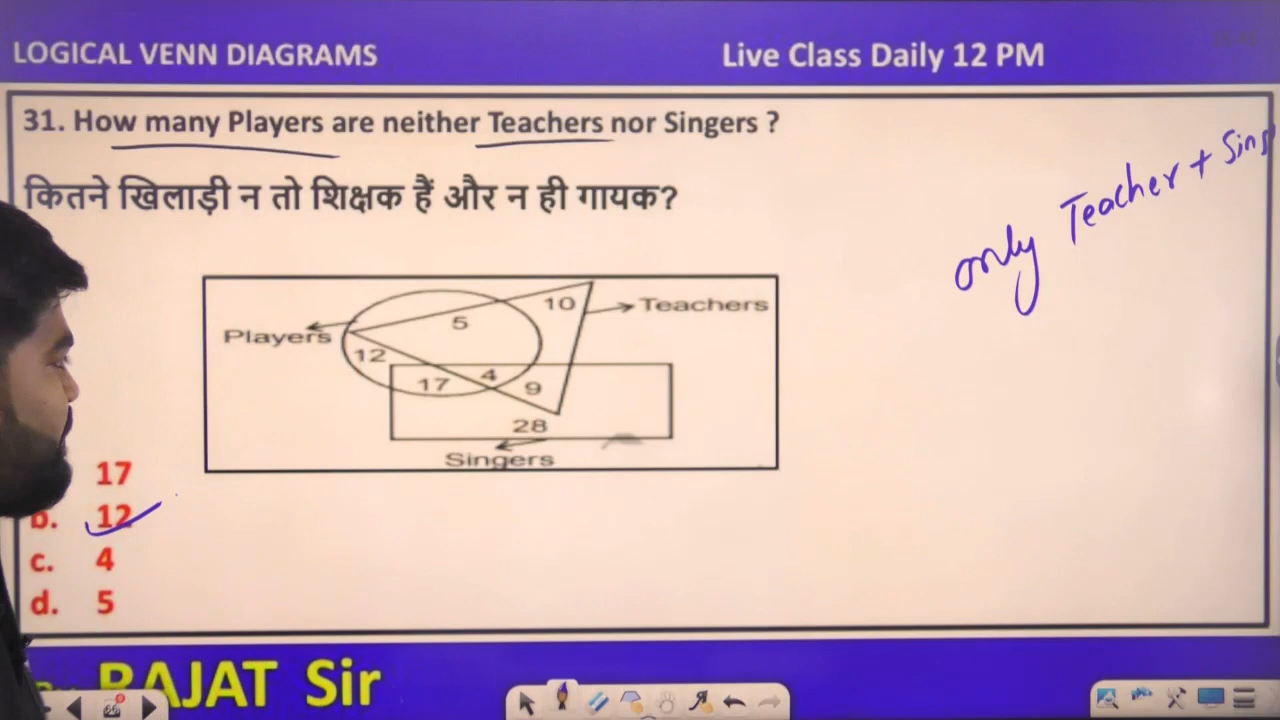 LOGICAL VENN DIAGRAMS
Live Class Daily 12 PM
31. How many Players are neither Teachers nor Singers ?
कितने खिलाड़ी न तो शिक्षक हैं और न ही गायक?
only Teacher + Sing
10
Teachers
5
Players
12
17
4
9
28
Singers
17
b. 12
c. 4
d. 5
RAJAT Sir